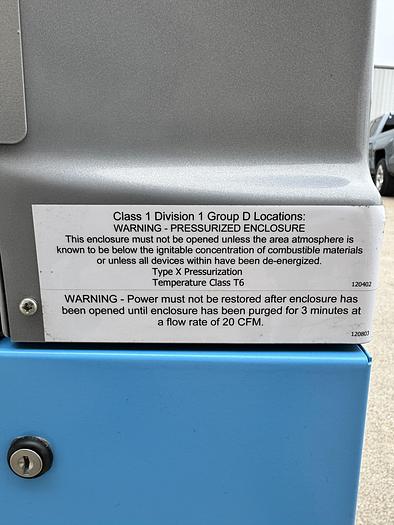 Class 1 Division 1 Group D Locations:
WARNING - PRESSURIZED ENCLOSURE
This enclosure must not be opened unless the area atmosphere is
known to be below the ignitable concentration of combustible materials
or unless all devices within have been de-energized.
Type X Pressurization
Temperature Class T6
120402
WARNING - Power must not be restored after enclosure has
been opened until enclosure has been purged for 3 minutes at
a flow rate of 20 CFM.
120803